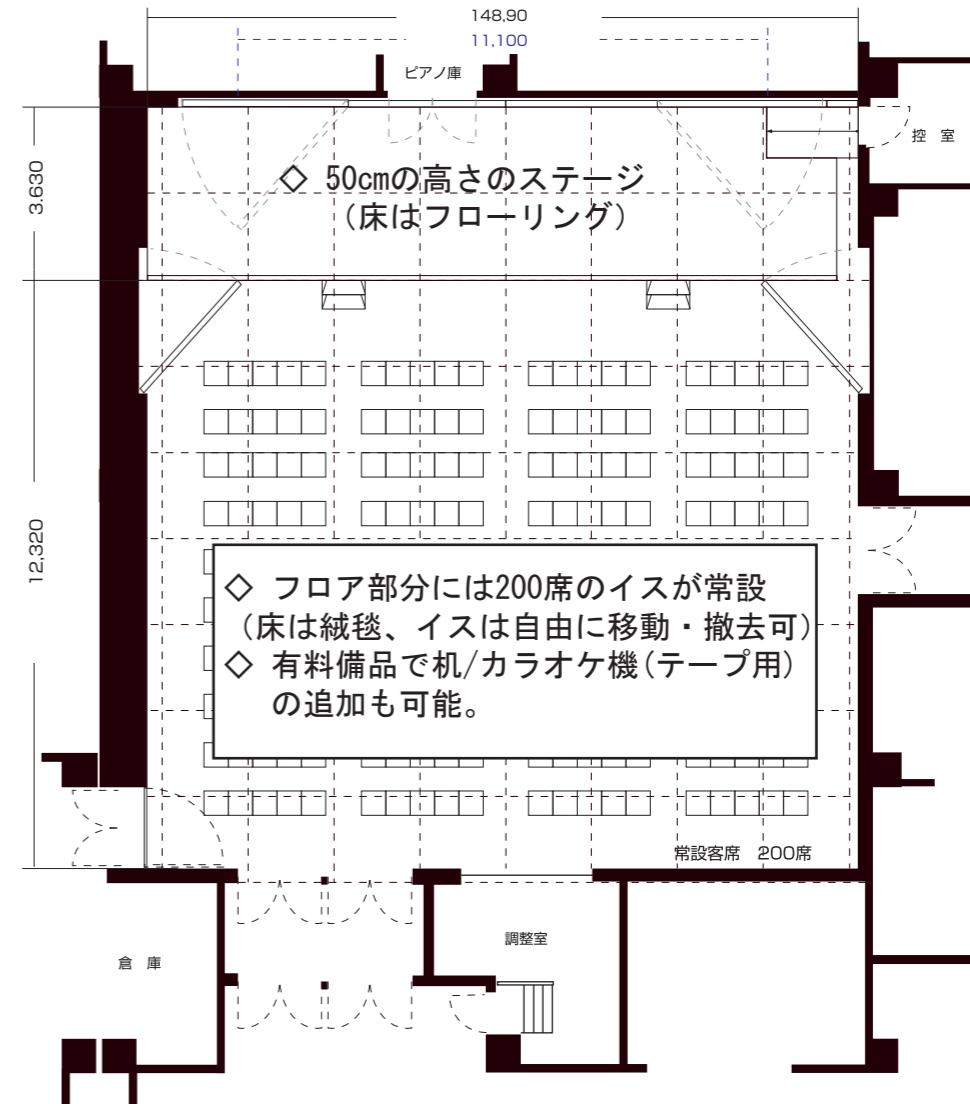 148,90
11,100
ピアノ庫
控 室
3.630
◇ 50cmの高さのステージ
(床はフローリング)
12,320
◇ フロア部分には200席のイスが常設
(床は絨毯、イスは自由に移動・撤去可)
◇ 有料備品で机/カラオケ機(テープ用)
の追加も可能。
常設客席 200席
調整室
倉 庫